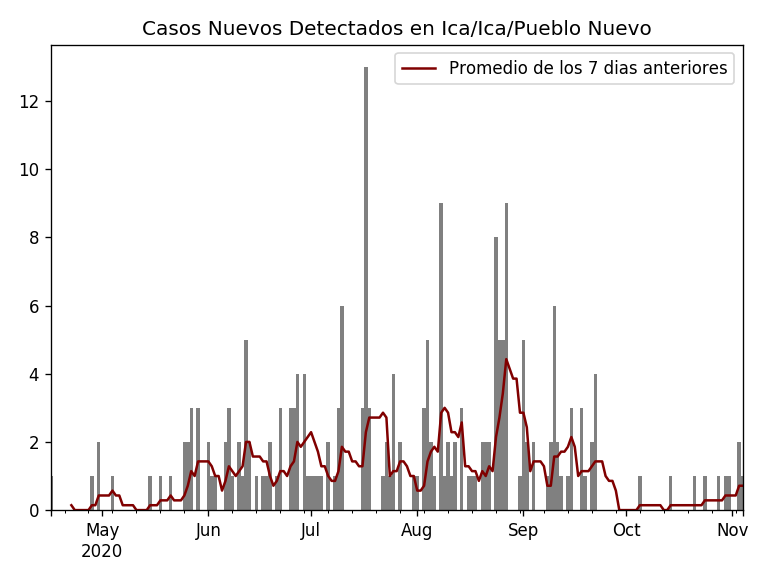 Casos Nuevos Detectados en Ica/Ica/Pueblo Nuevo
Promedio de los 7 dias anteriores
12
10
8
6
4
2
0
May Jun Jul Aug Sep Oct Nov
2020